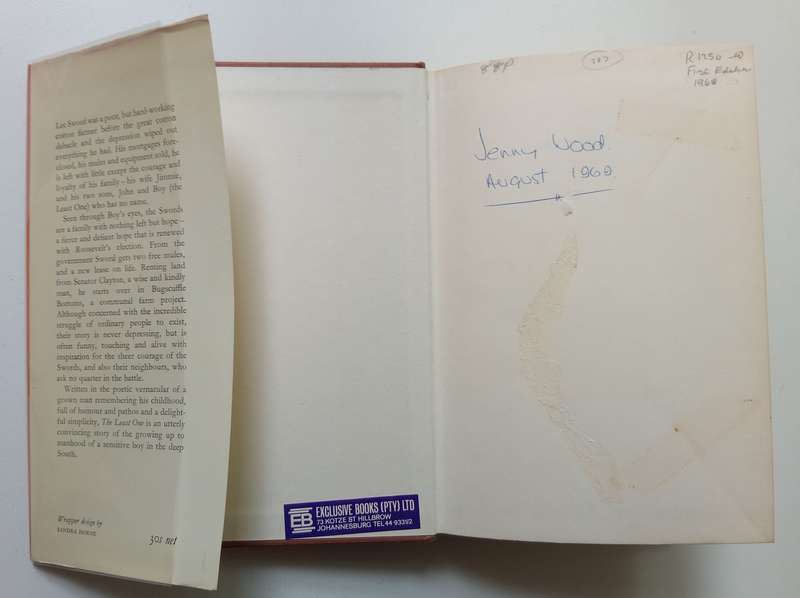 Lee Sword was a poor, but hard-working
cotton farmer before the great cotton
debacle and the depression wiped out
everything he had. His mortgages fore-
closed, his mules and equipment sold, he
is left with little except the courage and
loyalty of his family—his wife Jimmie,
and his two sons, John and Boy (the
Least One) who has no name.
Seen through Boy's eyes, the Swords
are a family with nothing left but hope—
a fierce and defiant hope that is renewed
with Roosevelt's election. From the
government Sword gets two free mules,
and a new lease on life. Renting land
from Senator Clayton, a wise and kindly
man, he starts over in Bugscuffle
Bottoms, a communal farm project.
Although concerned with the incredible
struggle of ordinary people to exist,
their story is never depressing, but is
often funny, touching and alive with
inspiration for the sheer courage of the
Swords, and also their neighbours, who
ask no quarter in the battle.
Written in the poetic vernacular of a
grown man remembering his childhood,
full of humour and pathos and a delight-
ful simplicity, The Least One is an utterly
convincing story of the growing up to
manhood of a sensitive boy in the deep
South.
Wrapper design by
SANDRA
30s net
EB
EXCLUSIVE BOOKS (PTY) LTD
73 KOTZE ST HILLBROW
JOHANNESBURG TEL 44 9331/2
R1250
First Edition
1968
Jenny Wood.
August 1969